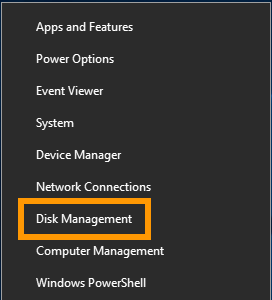 Apps and Features
Power Options
Event Viewer
System
Device Manager
Network Connections
Disk Management
Computer Management
Windows PowerShell